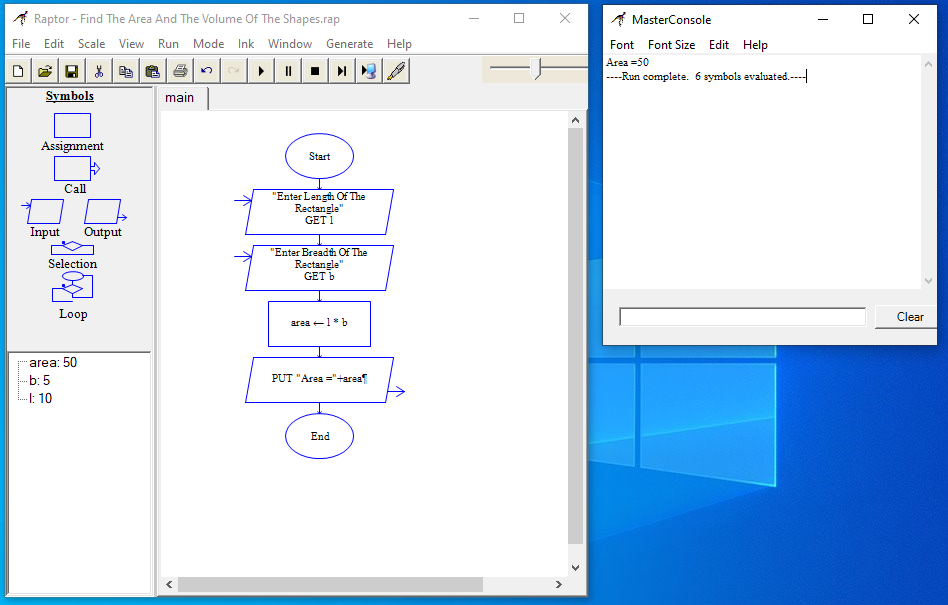 Raptor - Find The Area And The Volume Of The Shapes.rap
File Edit Scale View Run Mode Ink Window Generate Help
Symbols
Assignment
Call
Input Output
Selection
Loop
area: 50
b: 5
l: 10
main
Start
"Enter Length Of The
Rectangle"
GET l
"Enter Breadth Of The
Rectangle"
GET b
area ← l * b
PUT "Area ="+area¶
End
MasterConsole
Font Font Size Edit Help
Area =50
----Run complete. 6 symbols evaluated.----
Clear